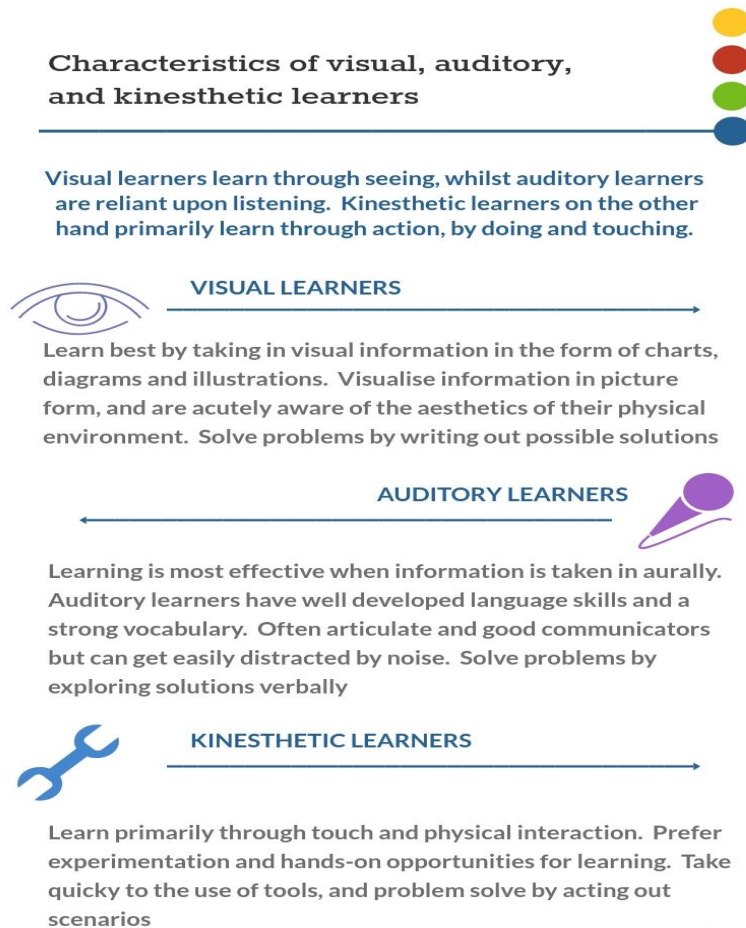 Characteristics of visual, auditory,
and kinesthetic learners
Visual learners learn through seeing, whilst auditory learners
are reliant upon listening.  Kinesthetic learners on the other
hand primarily learn through action, by doing and touching.
VISUAL LEARNERS
Learn best by taking in visual information in the form of charts,
diagrams and illustrations.  Visualise information in picture
form, and are acutely aware of the aesthetics of their physical
environment.  Solve problems by writing out possible solutions
AUDITORY LEARNERS
Learning is most effective when information is taken in aurally.
Auditory learners have well developed language skills and a
strong vocabulary.  Often articulate and good communicators
but can get easily distracted by noise.  Solve problems by
exploring solutions verbally
KINESTHETIC LEARNERS
Learn primarily through touch and physical interaction.  Prefer
experimentation and hands-on opportunities for learning.  Take
quicky to the use of tools, and problem solve by acting out
scenarios